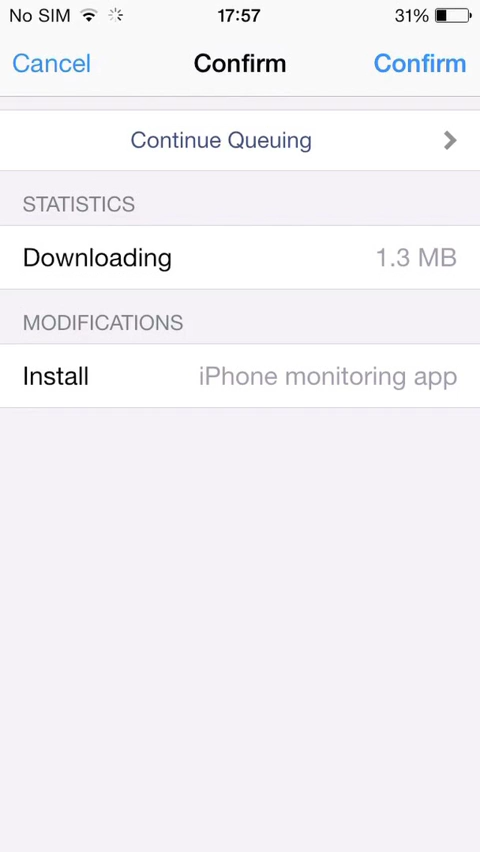 No SIM 17:57 31%
Cancel Confirm Confirm
Continue Queuing
STATISTICS
Downloading 1.3 MB
MODIFICATIONS
Install iPhone monitoring app